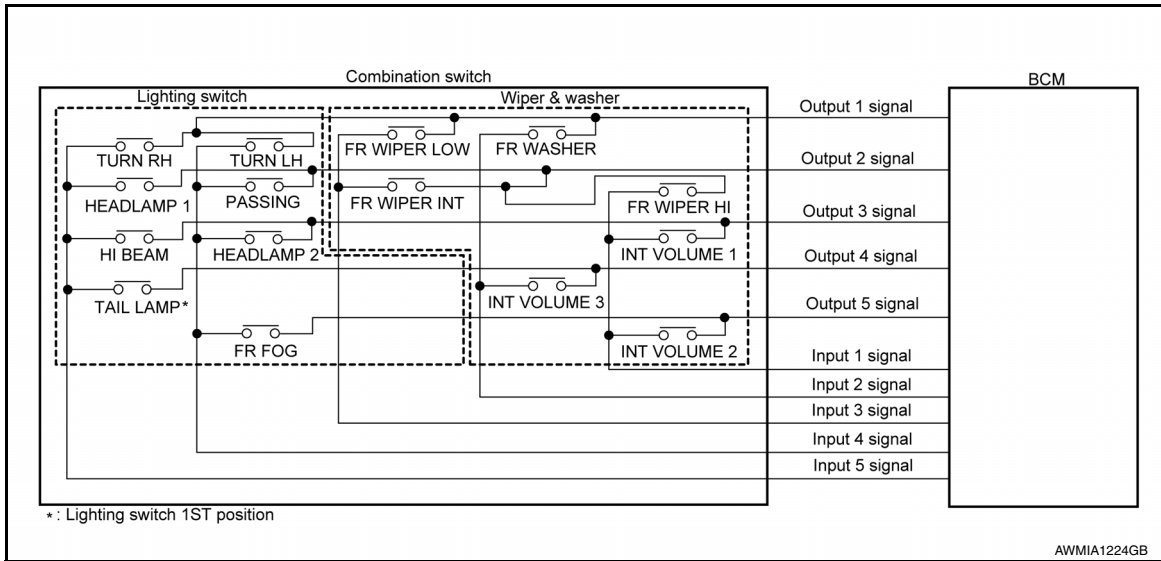 Combination switch
BCM
Lighting switch
Wiper & washer
Output 1 signal
TURN RH
TURN LH
FR WIPER LOW
FR WASHER
Output 2 signal
HEADLAMP 1
PASSING
FR WIPER INT
FR WIPER HI
Output 3 signal
HI BEAM
HEADLAMP 2
INT VOLUME 1
Output 4 signal
TAIL LAMP*
INT VOLUME 3
Output 5 signal
FR FOG
INT VOLUME 2
Input 1 signal
Input 2 signal
Input 3 signal
Input 4 signal
Input 5 signal
* : Lighting switch 1ST position
AWMIA1224GB